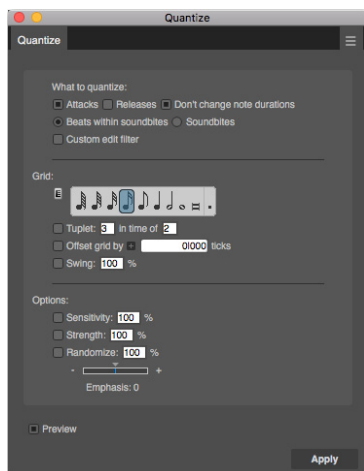 Quantize
Quantize
What to quantize:
Attacks Releases Don't change note durations
Beats within soundbites Soundbites
Custom edit filter
Grid:
E
Tuplet: 3 in time of 2
Offset grid by + 0|000 ticks
Swing: 100 %
Options:
Sensitivity: 100 %
Strength: 100 %
Randomize: 100 %
- +
Emphasis: 0
Preview
Apply